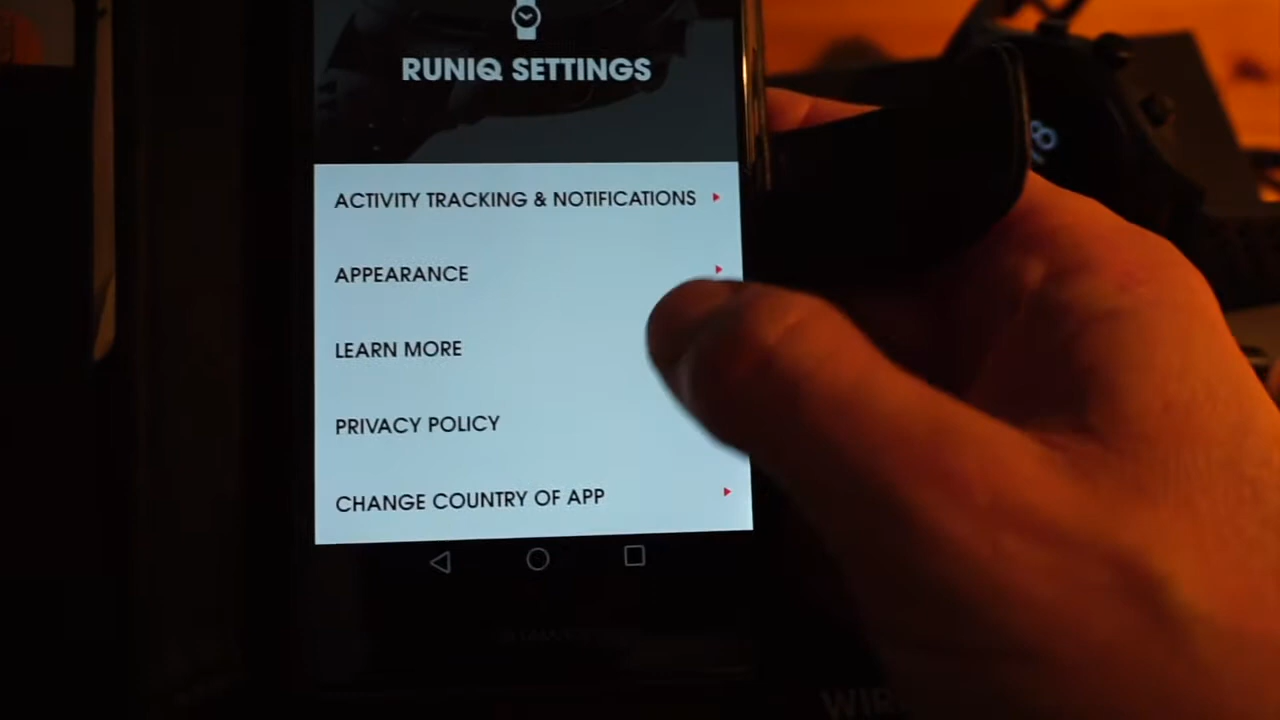 RUNIQ SETTINGS
ACTIVITY TRACKING & NOTIFICATIONS
APPEARANCE
LEARN MORE
PRIVACY POLICY
CHANGE COUNTRY OF APP